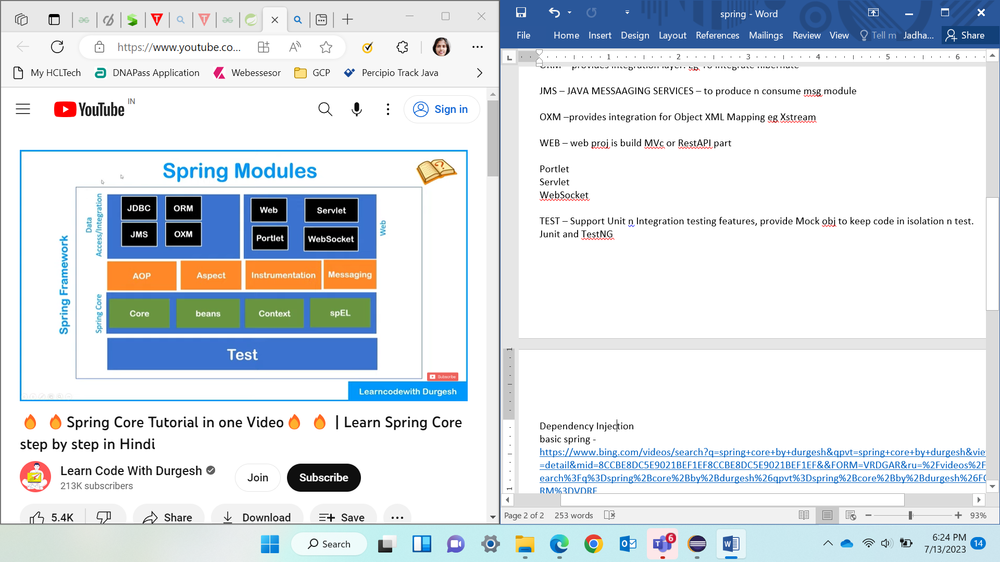 https://www.youtube.co...
My HCLTech
DNAPass Application
Webessesor
GCP
Percipio Track Java
YouTube
IN
Sign in
Spring Modules
Spring Framework
Data
Access/Integration
JDBC
ORM
JMS
OXM
Web
Servlet
Portlet
WebSocket
Web
AOP
Aspect
Instrumentation
Messaging
Spring Core
Core
beans
Context
spEL
Test
Subscribe
Learncodewith Durgesh
🔥 🔥 Spring Core Tutorial in one Video 🔥 🔥 | Learn Spring Core
step by step in Hindi
Learn Code With Durgesh
213K subscribers
Join
Subscribe
5.4K
Share
Download
Save
spring - Word
File
Home
Insert
Design
Layout
References
Mailings
Review
View
Tell m
Jadha...
Share
1 2 3 4 5 6
ORM – provides integration layer. Eg To integrate hibernate
JMS – JAVA MESSAAGING SERVICES – to produce n consume msg module
OXM –provides integration for Object XML Mapping eg Xstream
WEB – web proj is build MVc or RestAPI part
Portlet
Servlet
WebSocket
TEST – Support Unit n Integration testing features, provide Mock obj to keep code in isolation n test.
Junit and TestNG
1
1
Dependency Injection
basic spring -
https://www.bing.com/videos/search?q=spring+core+by+durgesh&qpvt=spring+core+by+durgesh&vie
=detail&mid=8CCBE8DC5E9021BEF1EF8CCBE8DC5E9021BEF1EF&&FORM=VRDGAR&ru=%2Fvideos%2F
earch%3Fq%3Dspring%2Bcore%2Bby%2Bdurgesh%26qpvt%3Dspring%2Bcore%2Bby%2Bdurgesh%26FO
RM%3DVDRE
Page 2 of 2
253 words
93%
Search
6
6:24 PM
7/13/2023
14